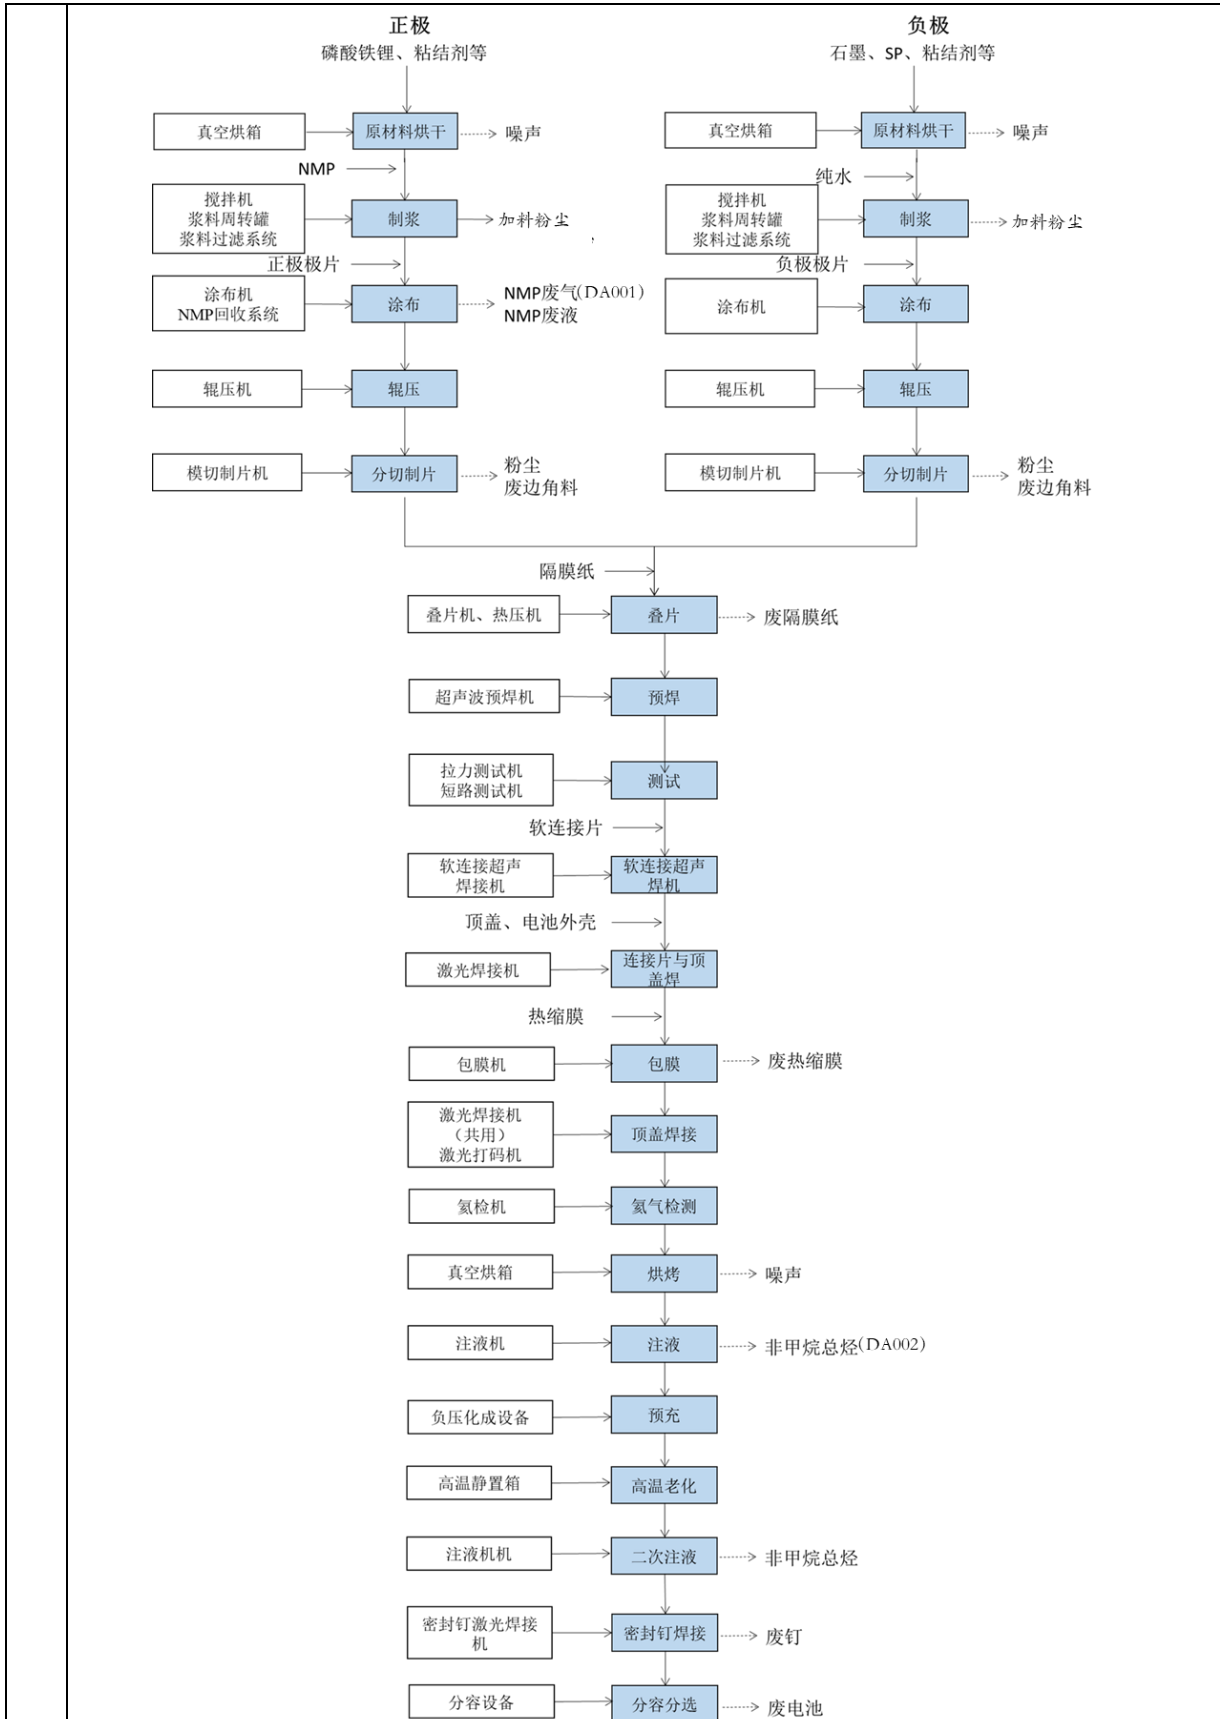 正极
磷酸铁锂、粘结剂等
真空烘箱
原材料烘干
噪声
NMP
搅拌机
浆料周转罐
浆料过滤系统
制浆
加料粉尘
,
正极极片
涂布机
NMP回收系统
涂布
NMP废气(DA001)
NMP废液
辊压机
辊压
模切制片机
分切制片
粉尘
废边角料
负极
石墨、SP、粘结剂等
真空烘箱
原材料烘干
噪声
纯水
搅拌机
浆料周转罐
浆料过滤系统
制浆
加料粉尘
负极极片
涂布机
涂布
辊压机
辊压
模切制片机
分切制片
粉尘
废边角料
隔膜纸
叠片机、热压机
叠片
废隔膜纸
超声波预焊机
预焊
拉力测试机
短路测试机
测试
软连接片
软连接超声
焊接机
软连接超声
焊机
顶盖、电池外壳
激光焊接机
连接片与顶
盖焊
热缩膜
包膜机
包膜
废热缩膜
激光焊接机
（共用）
激光打码机
顶盖焊接
氦检机
氦气检测
真空烘箱
烘烤
噪声
注液机
注液
非甲烷总烃(DA002)
负压化成设备
预充
高温静置箱
高温老化
注液机机
二次注液
非甲烷总烃
密封钉激光焊接
机
密封钉焊接
废钉
分容设备
分容分选
废电池